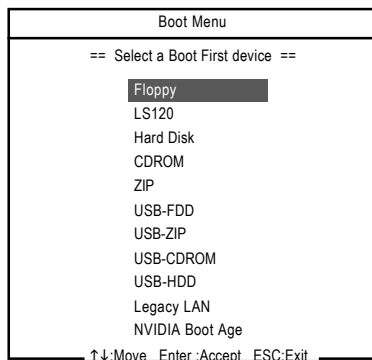 Boot Menu
== Select a Boot First device ==
Floppy
LS120
Hard Disk
CDROM
ZIP
USB-FDD
USB-ZIP
USB-CDROM
USB-HDD
Legacy LAN
NVIDIA Boot Age
↑↓:Move Enter :Accept ESC:Exit